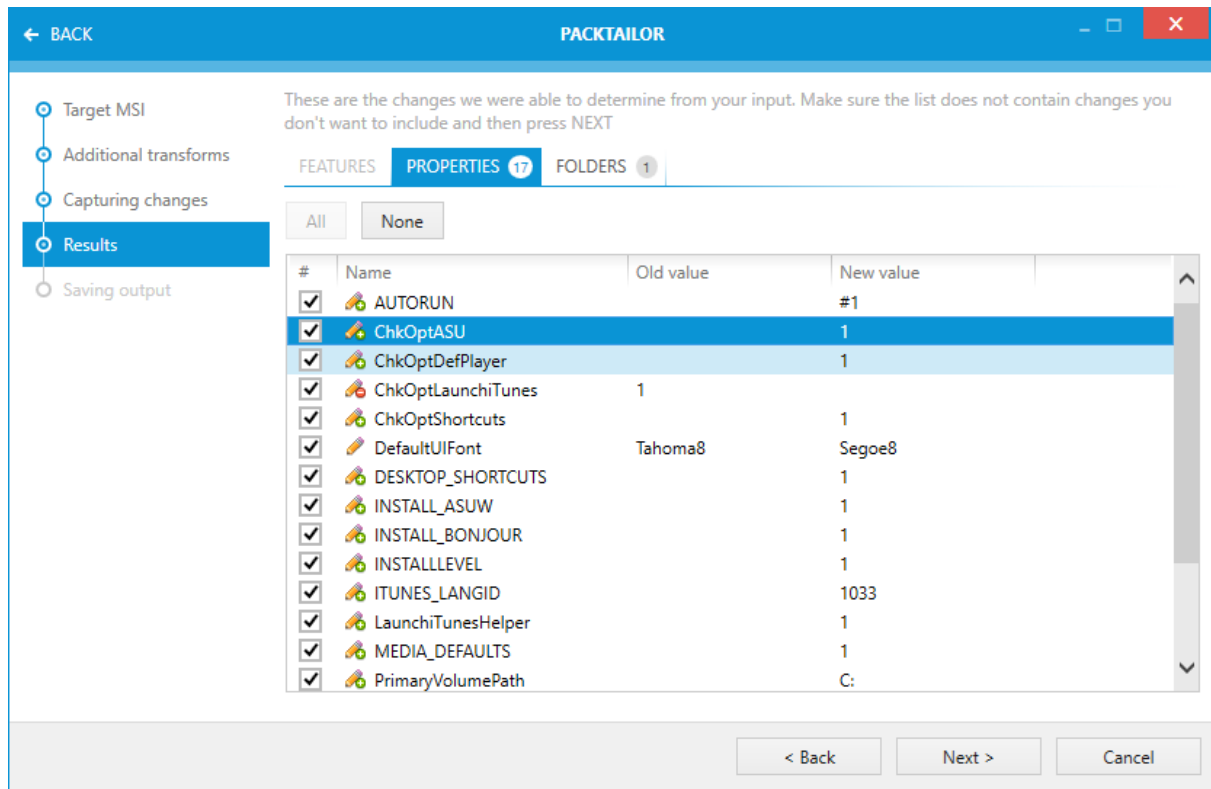 BACK
PACKTAILOR
Target MSI
Additional transforms
Capturing changes
Results
Saving output
These are the changes we were able to determine from your input. Make sure the list does not contain changes you
don't want to include and then press NEXT
FEATURES PROPERTIES 17 FOLDERS 1
All None
# Name Old value New value
AUTORUN #1
ChkOptASU 1
ChkOptDefPlayer 1
ChkOptLaunchiTunes 1
ChkOptShortcuts 1
DefaultUIFont Tahoma8 Segoe8
DESKTOP_SHORTCUTS 1
INSTALL_ASUW 1
INSTALL_BONJOUR 1
INSTALLLEVEL 1
ITUNES_LANGID 1033
LaunchiTunesHelper 1
MEDIA_DEFAULTS 1
PrimaryVolumePath C:
< Back Next > Cancel